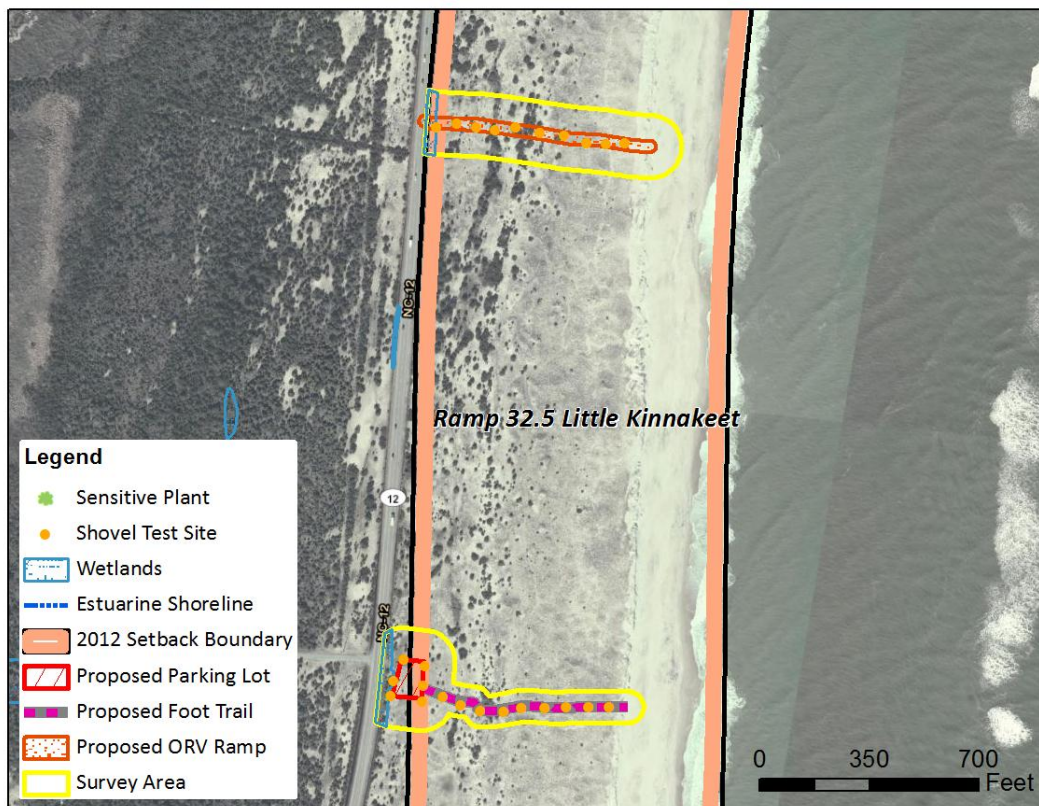 NC-12
Ramp 32.5 Little Kinnakeet
12
NC-12
Legend
Sensitive Plant
Shovel Test Site
Wetlands
Estuarine Shoreline
2012 Setback Boundary
Proposed Parking Lot
Proposed Foot Trail
Proposed ORV Ramp
Survey Area
0 350 700
Feet